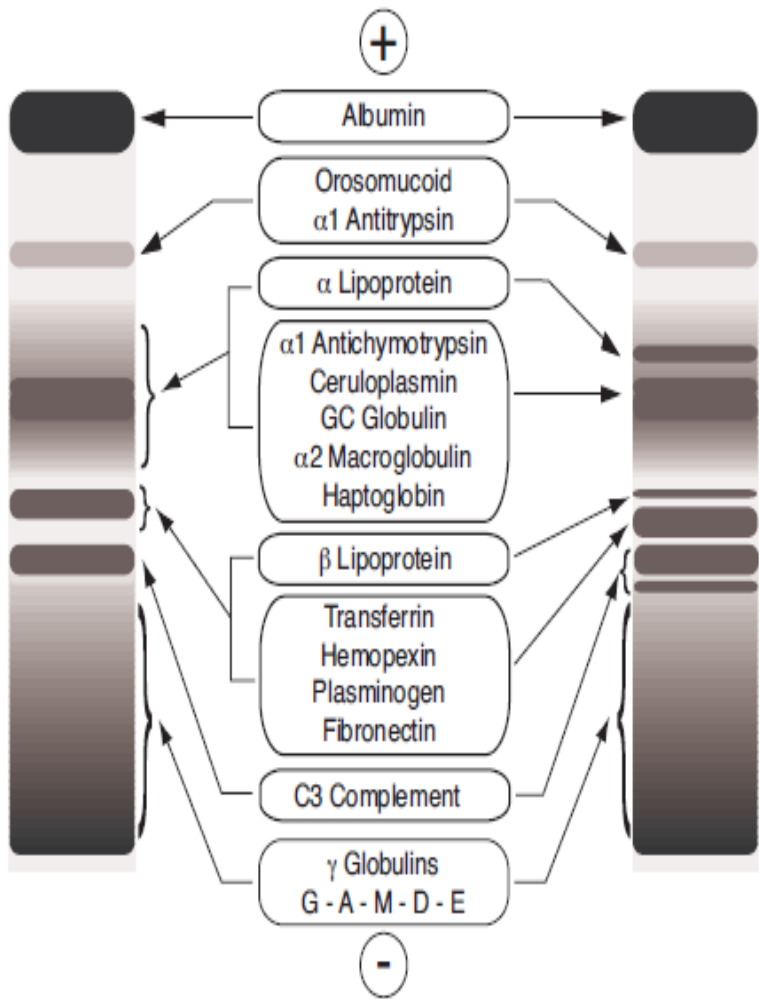 +
Albumin
Orosomucoid
α1 Antitrypsin
α Lipoprotein
α1 Antichymotrypsin
Ceruloplasmin
GC Globulin
α2 Macroglobulin
Haptoglobin
β Lipoprotein
Transferrin
Hemopexin
Plasminogen
Fibronectin
C3 Complement
γ Globulins
G - A - M - D - E
-